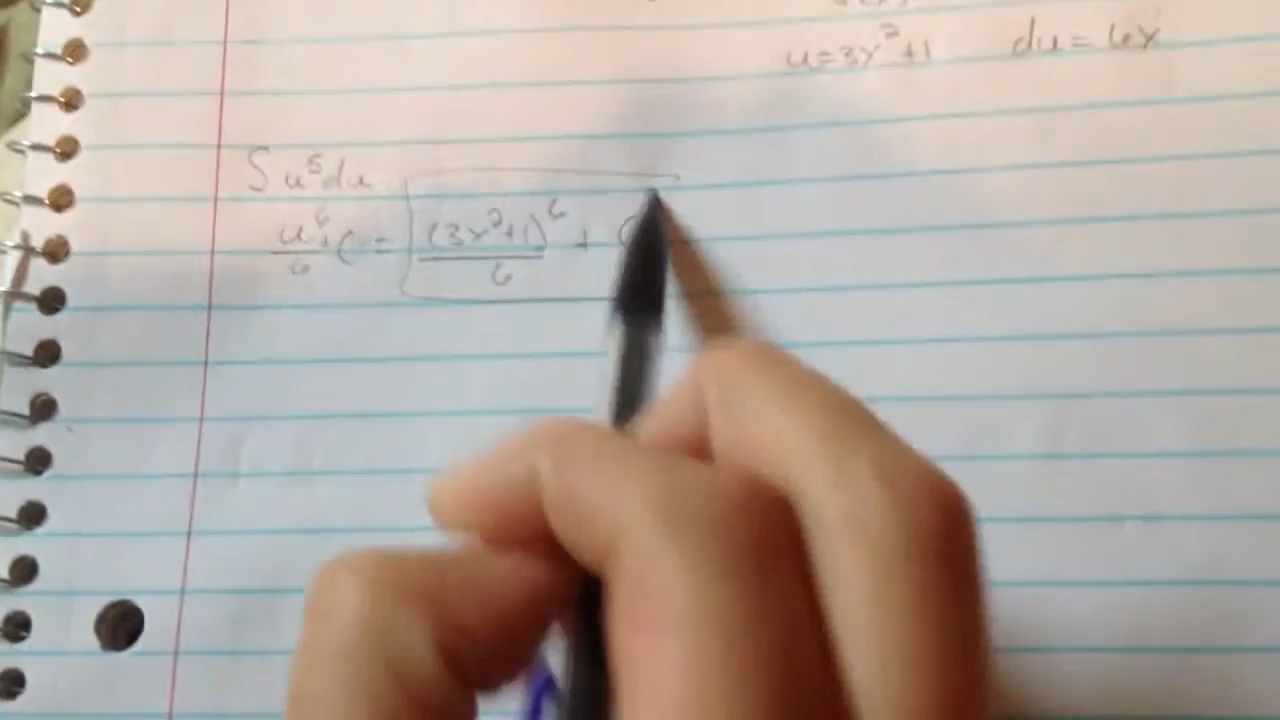 u=3x²+1 du=6x
∫u⁵du
u⁶/6 + C = (3x²+1)⁶/6 +